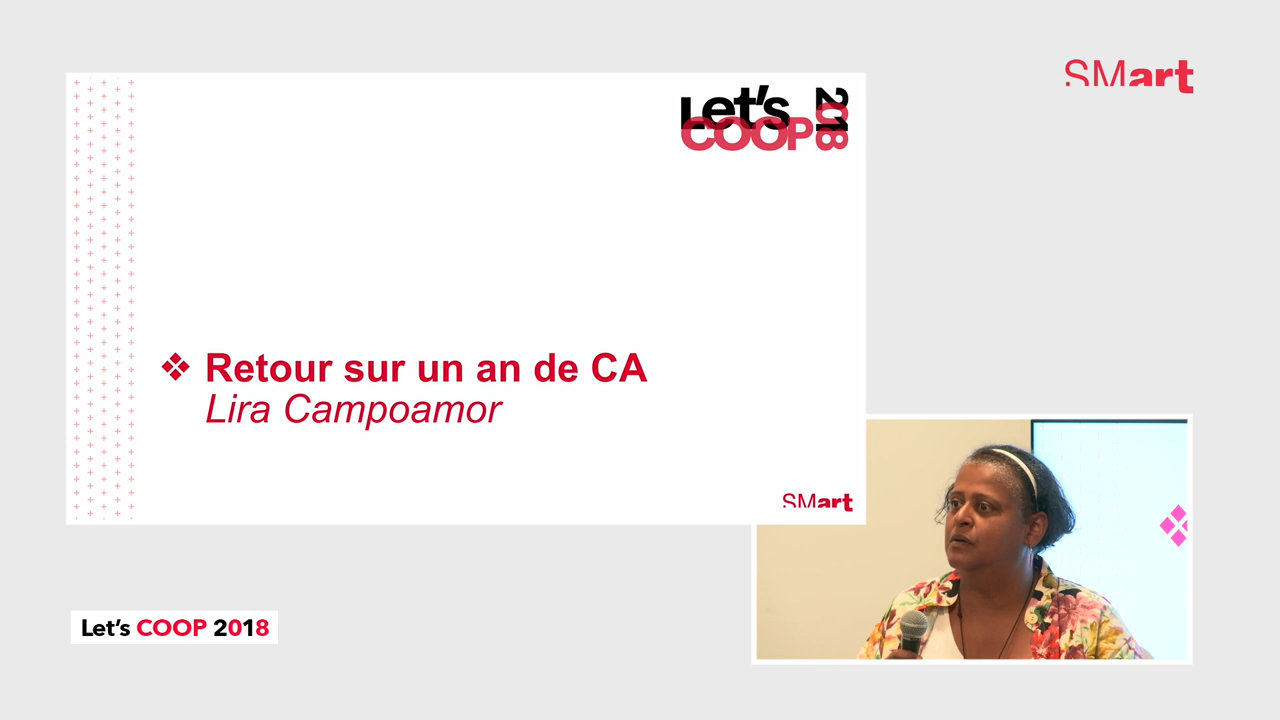 SMart
Let's
COOP
2018
❖ Retour sur un an de CA
Lira Campoamor
SMart
Let's COOP 2018